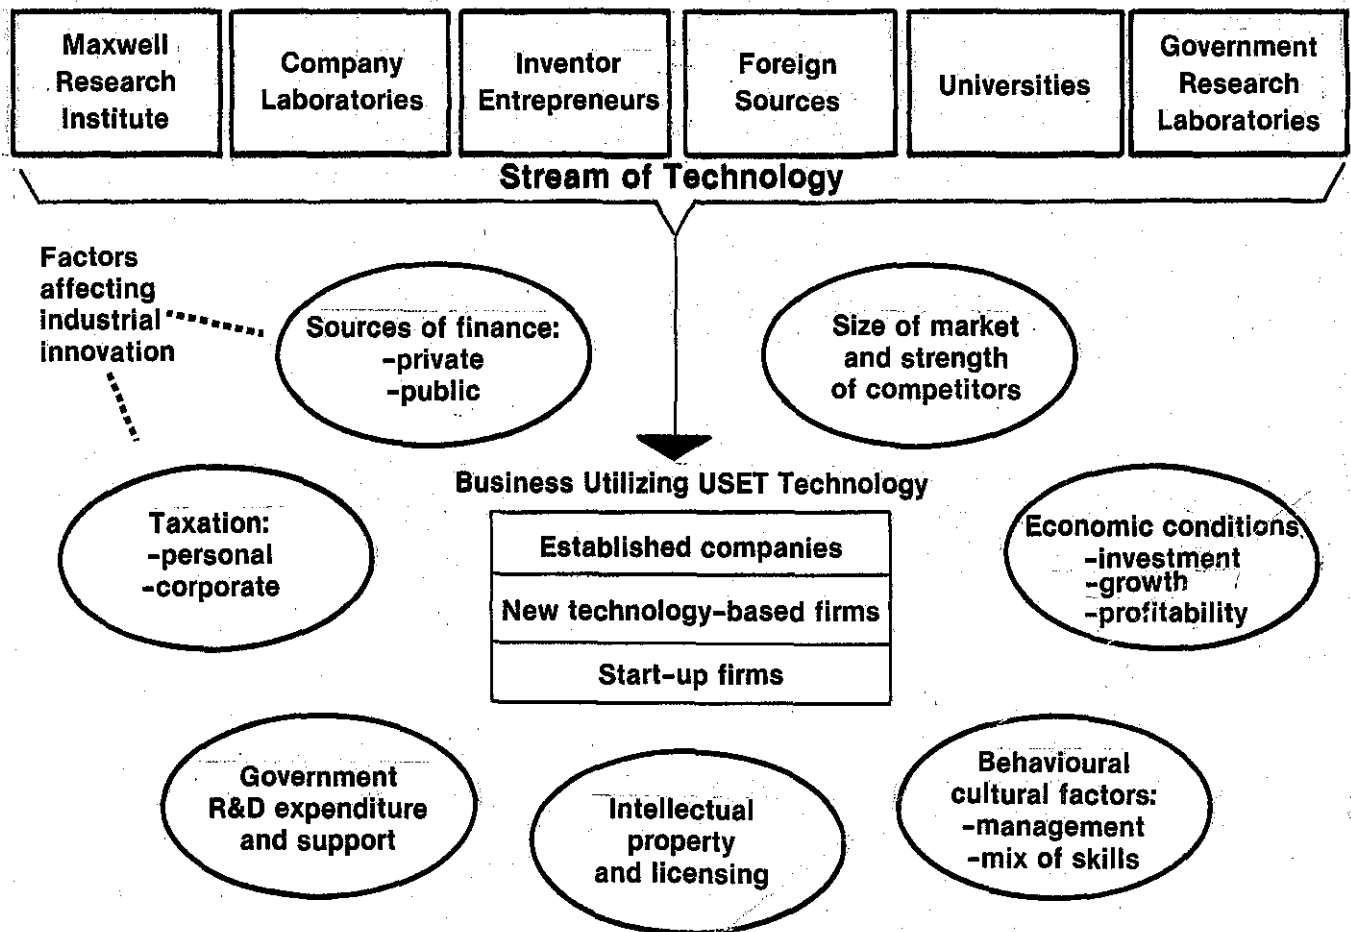 Maxwell
Research
Institute
Company
Laboratories
Inventor
Entrepreneurs
Foreign
Sources
Universities
Government
Research
Laboratories
Stream of Technology
Factors
affecting
industrial
innovation
Sources of finance:
-private
-public
Size of market
and strength
of competitors
Business Utilizing USET Technology
Taxation:
-personal
-corporate
Established companies
New technology-based firms
Start-up firms
Economic conditions
-investment
-growth
-profitability
Government
R&D expenditure
and support
Intellectual
property
and licensing
Behavioural
cultural factors:
-management
-mix of skills